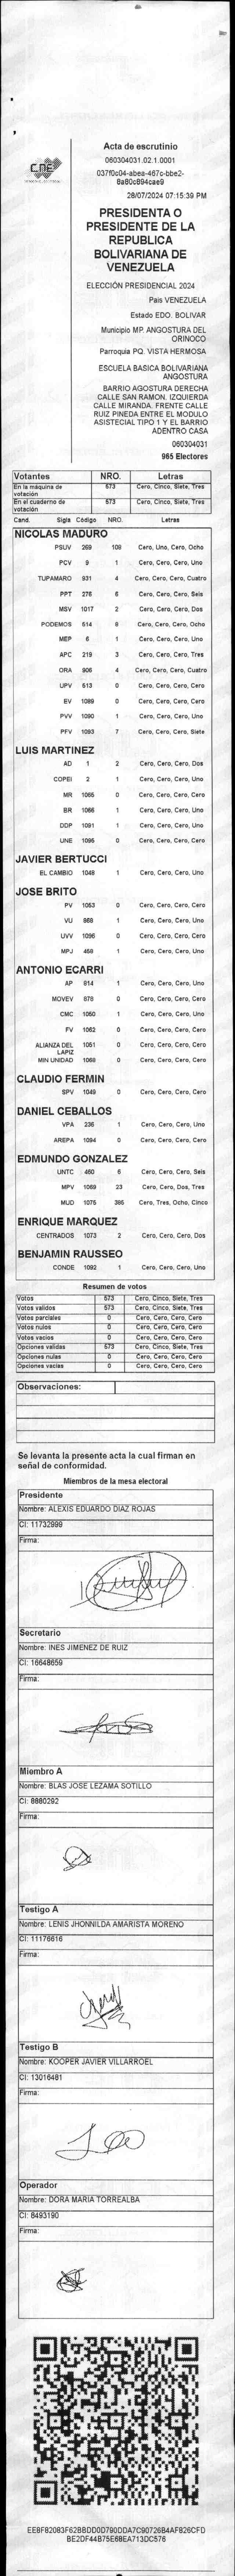 CNE
Acta de escrutinio
060304031.02.1.0001
037f0c04-abea-467c-bbe2-
8a80c894cae9
28/07/2024 07:15:39 PM
PRESIDENTA O
PRESIDENTE DE LA
REPUBLICA
BOLIVARIANA DE
VENEZUELA
ELECCIÓN PRESIDENCIAL 2024
Pais VENEZUELA
Estado EDO. BOLIVAR
Municipio MP. ANGOSTURA DEL
ORINOCO
Parroquia PQ. VISTA HERMOSA
ESCUELA BASICA BOLIVARIANA
ANGOSTURA
BARRIO AGOSTURA DERECHA
CALLE SAN RAMON. IZQUIERDA
CALLE MIRANDA. FRENTE CALLE
RUIZ PINEDA ENTRE EL MODULO
ASISTECIAL TIPO 1 Y EL BARRIO
ADENTRO CASA
060304031
965 Electores
Votantes NRO. Letras
En la máquina de votación 573 Cero, Cinco, Siete, Tres
En el cuaderno de votación 573 Cero, Cinco, Siete, Tres
Cand. Sigla Código NRO. Letras
NICOLAS MADURO
PSUV 269 108 Cero, Uno, Cero, Ocho
PCV 9 1 Cero, Cero, Cero, Uno
TUPAMARO 931 4 Cero, Cero, Cero, Cuatro
PPT 276 6 Cero, Cero, Cero, Seis
MSV 1017 2 Cero, Cero, Cero, Dos
PODEMOS 514 8 Cero, Cero, Cero, Ocho
MEP 6 1 Cero, Cero, Cero, Uno
APC 219 3 Cero, Cero, Cero, Tres
ORA 906 4 Cero, Cero, Cero, Cuatro
UPV 513 0 Cero, Cero, Cero, Cero
EV 1089 0 Cero, Cero, Cero, Cero
PVV 1090 1 Cero, Cero, Cero, Uno
PFV 1093 7 Cero, Cero, Cero, Siete
LUIS MARTINEZ
AD 1 2 Cero, Cero, Cero, Dos
COPEI 2 1 Cero, Cero, Cero, Uno
MR 1065 0 Cero, Cero, Cero, Cero
BR 1066 1 Cero, Cero, Cero, Uno
DDP 1091 1 Cero, Cero, Cero, Uno
UNE 1095 0 Cero, Cero, Cero, Cero
JAVIER BERTUCCI
EL CAMBIO 1048 1 Cero, Cero, Cero, Uno
JOSE BRITO
PV 1053 0 Cero, Cero, Cero, Cero
VU 868 1 Cero, Cero, Cero, Uno
UVV 1096 0 Cero, Cero, Cero, Cero
MPJ 458 1 Cero, Cero, Cero, Uno
ANTONIO ECARRI
AP 814 1 Cero, Cero, Cero, Uno
MOVEV 878 0 Cero, Cero, Cero, Cero
CMC 1050 1 Cero, Cero, Cero, Uno
FV 1052 0 Cero, Cero, Cero, Cero
ALIANZA DEL LAPIZ 1051 0 Cero, Cero, Cero, Cero
MIN UNIDAD 1068 0 Cero, Cero, Cero, Cero
CLAUDIO FERMIN
SPV 1049 0 Cero, Cero, Cero, Cero
DANIEL CEBALLOS
VPA 236 1 Cero, Cero, Cero, Uno
AREPA 1094 0 Cero, Cero, Cero, Cero
EDMUNDO GONZALEZ
UNTC 460 6 Cero, Cero, Cero, Seis
MPV 1069 23 Cero, Cero, Dos, Tres
MUD 1075 385 Cero, Tres, Ocho, Cinco
ENRIQUE MARQUEZ
CENTRADOS 1073 2 Cero, Cero, Cero, Dos
BENJAMIN RAUSSEO
CONDE 1092 1 Cero, Cero, Cero, Uno
Resumen de votos
Votos 573 Cero, Cinco, Siete, Tres
Votos validos 573 Cero, Cinco, Siete, Tres
Votos parciales 0 Cero, Cero, Cero, Cero
Votos nulos 0 Cero, Cero, Cero, Cero
Votos vacios 0 Cero, Cero, Cero, Cero
Opciones validas 573 Cero, Cinco, Siete, Tres
Opciones nulas 0 Cero, Cero, Cero, Cero
Opciones vacias 0 Cero, Cero, Cero, Cero
Observaciones:
Se levanta la presente acta la cual firman en
señal de conformidad.
Miembros de la mesa electoral
Presidente
Nombre: ALEXIS EDUARDO DIAZ ROJAS
CI: 11732999
Firma:
Secretario
Nombre: INES JIMENEZ DE RUIZ
CI: 16648659
Firma:
Miembro A
Nombre: BLAS JOSE LEZAMA SOTILLO
CI: 8880292
Firma:
Testigo A
Nombre: LENIS JHONNILDA AMARISTA MORENO
CI: 11176616
Firma:
Testigo B
Nombre: KOOPER JAVIER VILLARROEL
CI: 13016481
Firma:
Operador
Nombre: DORA MARIA TORREALBA
CI: 8493190
Firma:
EE8F82083F62BBDD0D790DDA7C90726B4AF826CFD
BE2DF44B75E68EA713DC576